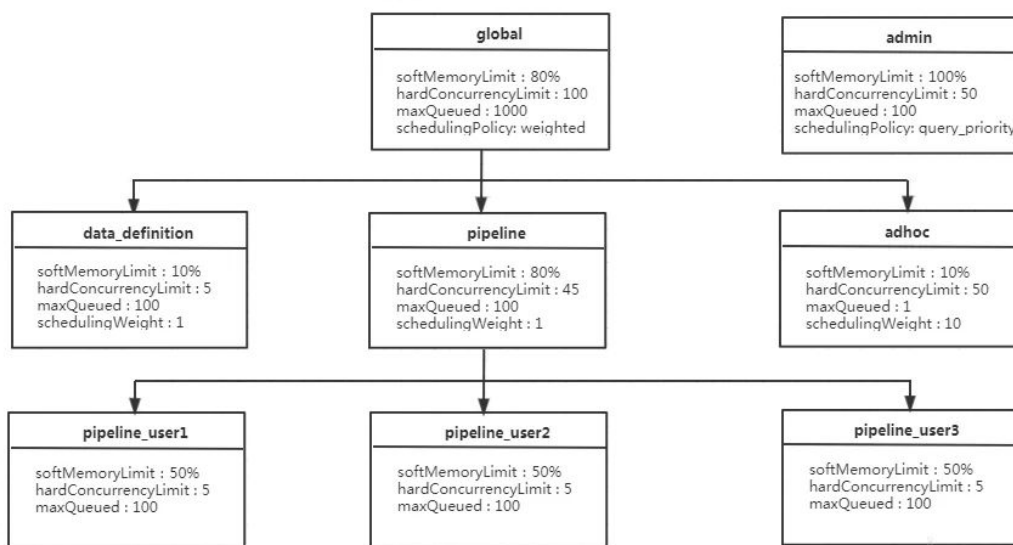 global
softMemoryLimit : 80%
hardConcurrencyLimit : 100
maxQueued : 1000
schedulingPolicy: weighted
admin
softMemoryLimit : 100%
hardConcurrencyLimit : 50
maxQueued : 100
schedulingPolicy: query_priority
data_definition
softMemoryLimit : 10%
hardConcurrencyLimit : 5
maxQueued : 100
schedulingWeight : 1
pipeline
softMemoryLimit : 80%
hardConcurrencyLimit : 45
maxQueued : 100
schedulingWeight : 1
adhoc
softMemoryLimit : 10%
hardConcurrencyLimit : 50
maxQueued : 1
schedulingWeight : 10
pipeline_user1
softMemoryLimit : 50%
hardConcurrencyLimit : 5
maxQueued : 100
pipeline_user2
softMemoryLimit : 50%
hardConcurrencyLimit : 5
maxQueued : 100
pipeline_user3
softMemoryLimit : 50%
hardConcurrencyLimit : 5
maxQueued : 100